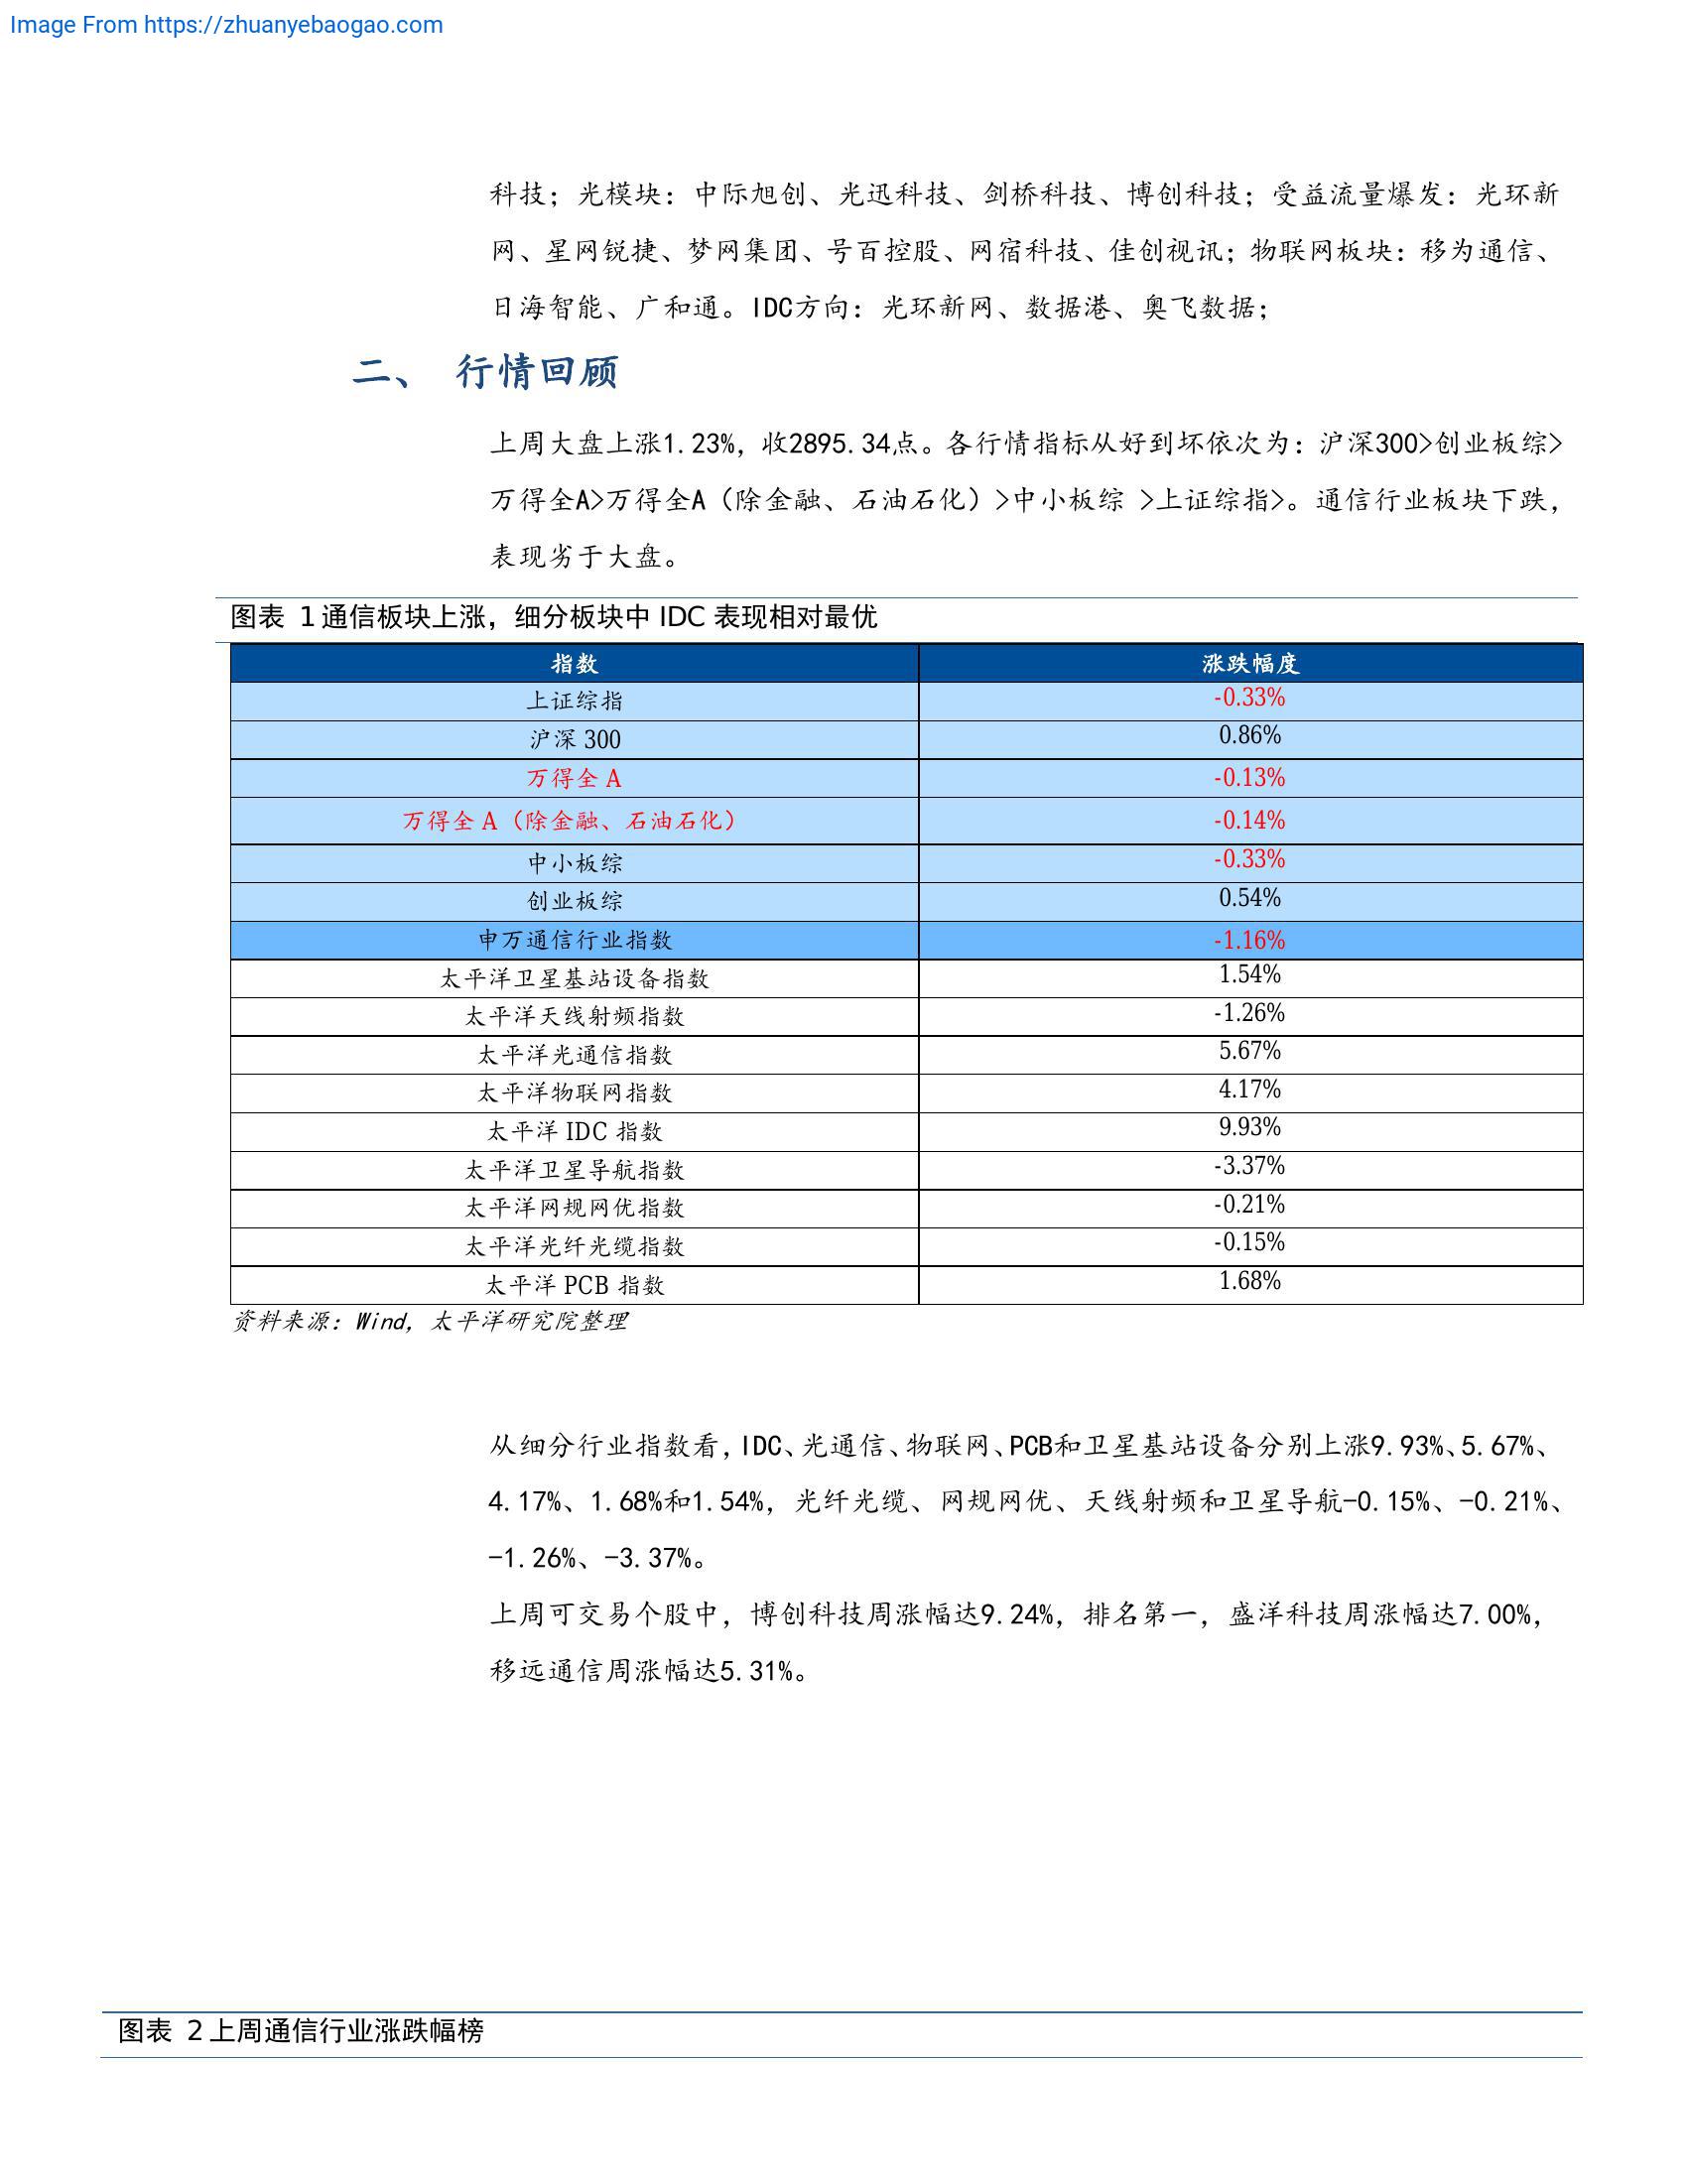 Image From https://zhuanyebaogao.com
科技；光模块：中际旭创、光迅科技、剑桥科技、博创科技；受益流量爆发：光环新
网、星网锐捷、梦网集团、号百控股、网宿科技、佳创视讯；物联网板块：移为通信、
日海智能、广和通。IDC方向：光环新网、数据港、奥飞数据；
二、 行情回顾
上周大盘上涨1.23%，收2895.34点。各行情指标从好到坏依次为：沪深300>创业板综>
万得全A>万得全A（除金融、石油石化）>中小板综 >上证综指>。通信行业板块下跌，
表现劣于大盘。
图表 1 通信板块上涨，细分板块中 IDC 表现相对最优
指数 涨跌幅度
上证综指 -0.33%
沪深 300 0.86%
万得全 A -0.13%
万得全 A（除金融、石油石化） -0.14%
中小板综 -0.33%
创业板综 0.54%
申万通信行业指数 -1.16%
太平洋卫星基站设备指数 1.54%
太平洋天线射频指数 -1.26%
太平洋光通信指数 5.67%
太平洋物联网指数 4.17%
太平洋 IDC 指数 9.93%
太平洋卫星导航指数 -3.37%
太平洋网规网优指数 -0.21%
太平洋光纤光缆指数 -0.15%
太平洋 PCB 指数 1.68%
资料来源：Wind，太平洋研究院整理
从细分行业指数看，IDC、光通信、物联网、PCB和卫星基站设备分别上涨9.93%、5.67%、
4.17%、1.68%和1.54%，光纤光缆、网规网优、天线射频和卫星导航-0.15%、-0.21%、
-1.26%、-3.37%。
上周可交易个股中，博创科技周涨幅达9.24%，排名第一，盛洋科技周涨幅达7.00%，
移远通信周涨幅达5.31%。
图表 2 上周通信行业涨跌幅榜